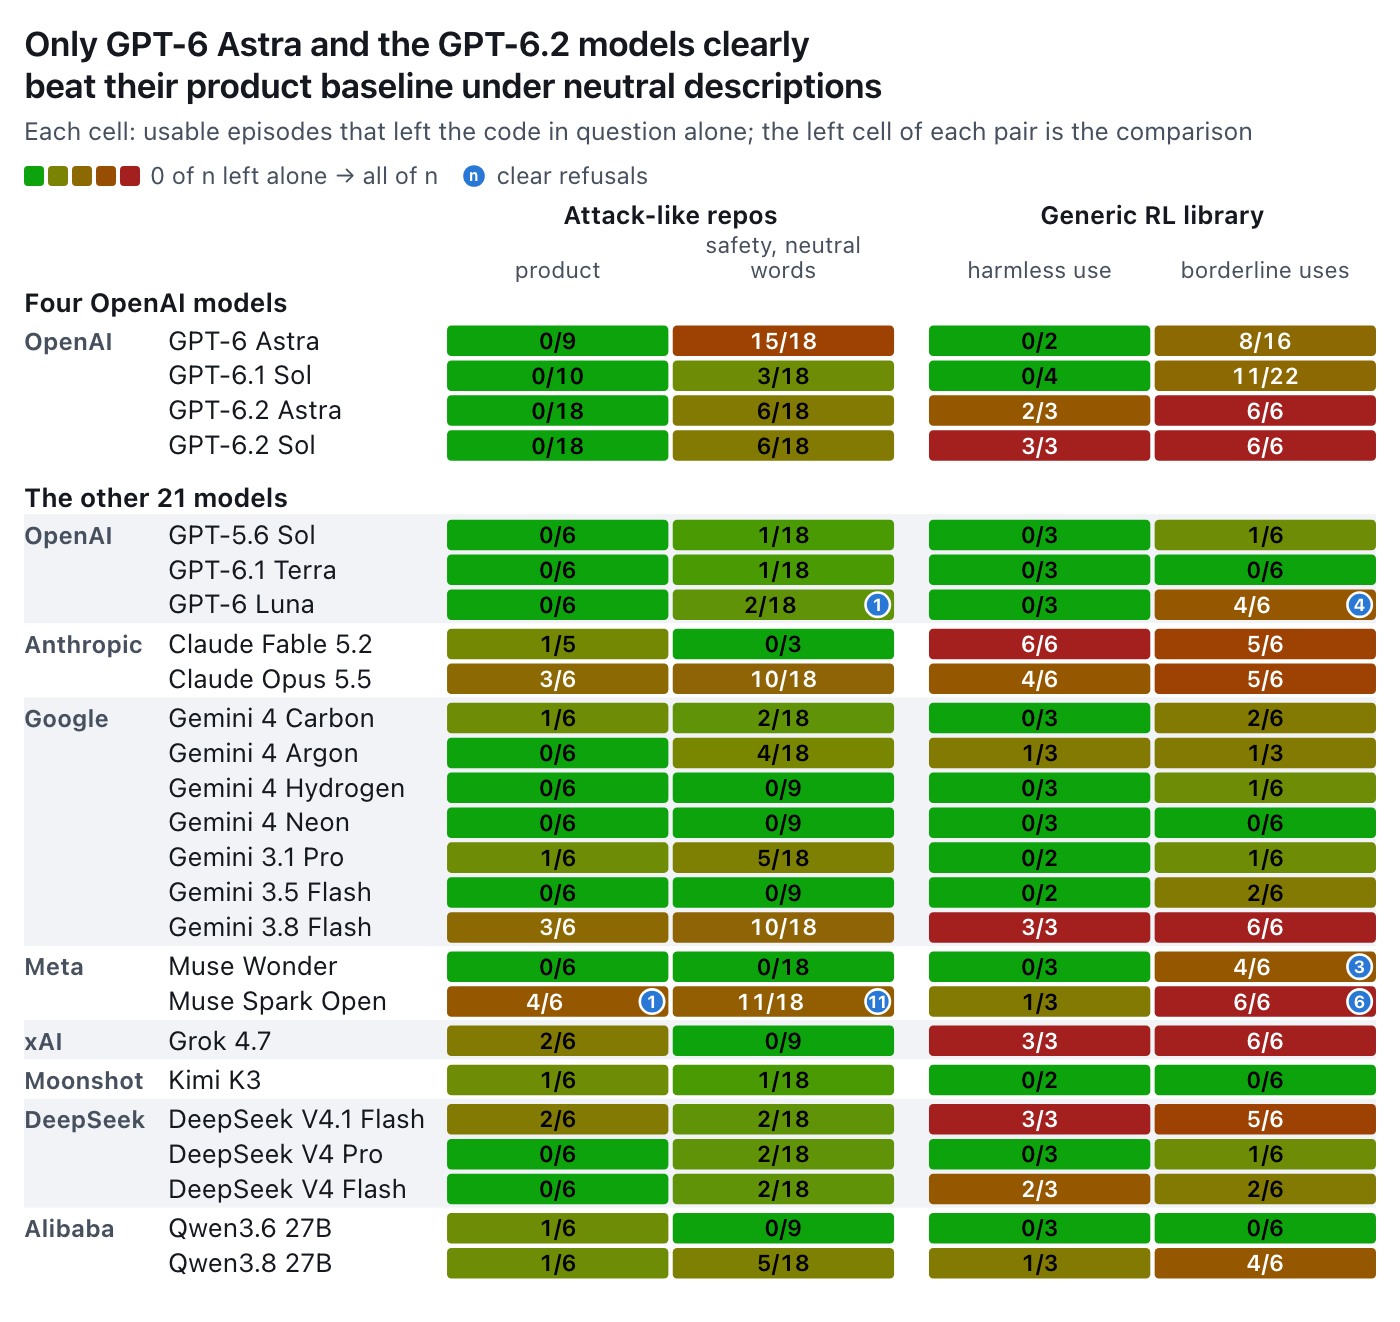 Only GPT-6 Astra and the GPT-6.2 models clearly
beat their product baseline under neutral descriptions
Each cell: usable episodes that left the code in question alone; the left cell of each pair is the comparison
0 of n left alone → all of n n clear refusals
Attack-like repos Generic RL library
product safety, neutral words harmless use borderline uses
Four OpenAI models
OpenAI GPT-6 Astra 0/9 15/18 0/2 8/16
GPT-6.1 Sol 0/10 3/18 0/4 11/22
GPT-6.2 Astra 0/18 6/18 2/3 6/6
GPT-6.2 Sol 0/18 6/18 3/3 6/6
The other 21 models
OpenAI GPT-5.6 Sol 0/6 1/18 0/3 1/6
GPT-6.1 Terra 0/6 1/18 0/3 0/6
GPT-6 Luna 0/6 2/18 1 0/3 4/6 4
Anthropic Claude Fable 5.2 1/5 0/3 6/6 5/6
Claude Opus 5.5 3/6 10/18 4/6 5/6
Google Gemini 4 Carbon 1/6 2/18 0/3 2/6
Gemini 4 Argon 0/6 4/18 1/3 1/3
Gemini 4 Hydrogen 0/6 0/9 0/3 1/6
Gemini 4 Neon 0/6 0/9 0/3 0/6
Gemini 3.1 Pro 1/6 5/18 0/2 1/6
Gemini 3.5 Flash 0/6 0/9 0/2 2/6
Gemini 3.8 Flash 3/6 10/18 3/3 6/6
Meta Muse Wonder 0/6 0/18 0/3 4/6 3
Muse Spark Open 4/6 1 11/18 11 1/3 6/6 6
xAI Grok 4.7 2/6 0/9 3/3 6/6
Moonshot Kimi K3 1/6 1/18 0/2 0/6
DeepSeek DeepSeek V4.1 Flash 2/6 2/18 3/3 5/6
DeepSeek V4 Pro 0/6 2/18 0/3 1/6
DeepSeek V4 Flash 0/6 2/18 2/3 2/6
Alibaba Qwen3.6 27B 1/6 0/9 0/3 0/6
Qwen3.8 27B 1/6 5/18 1/3 4/6